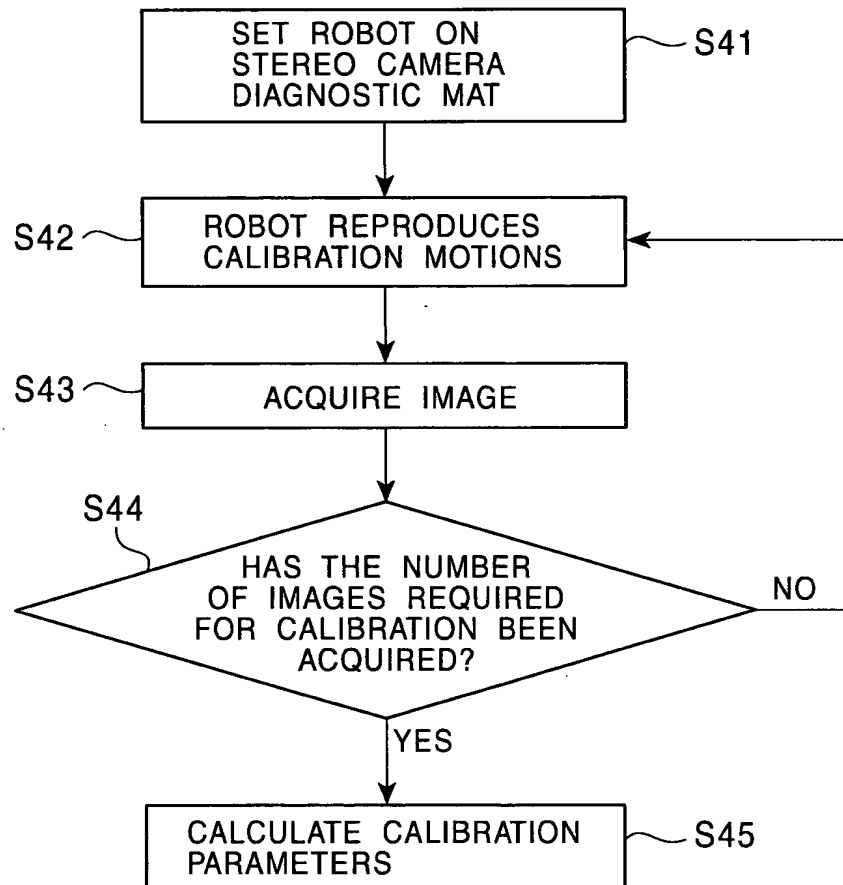 SET ROBOT ON
STEREO CAMERA
DIAGNOSTIC MAT
S41
S42
ROBOT REPRODUCES
CALIBRATION MOTIONS
S43
ACQUIRE IMAGE
S44
HAS THE NUMBER
OF IMAGES REQUIRED
FOR CALIBRATION BEEN
ACQUIRED?
NO
YES
CALCULATE CALIBRATION
PARAMETERS
S45